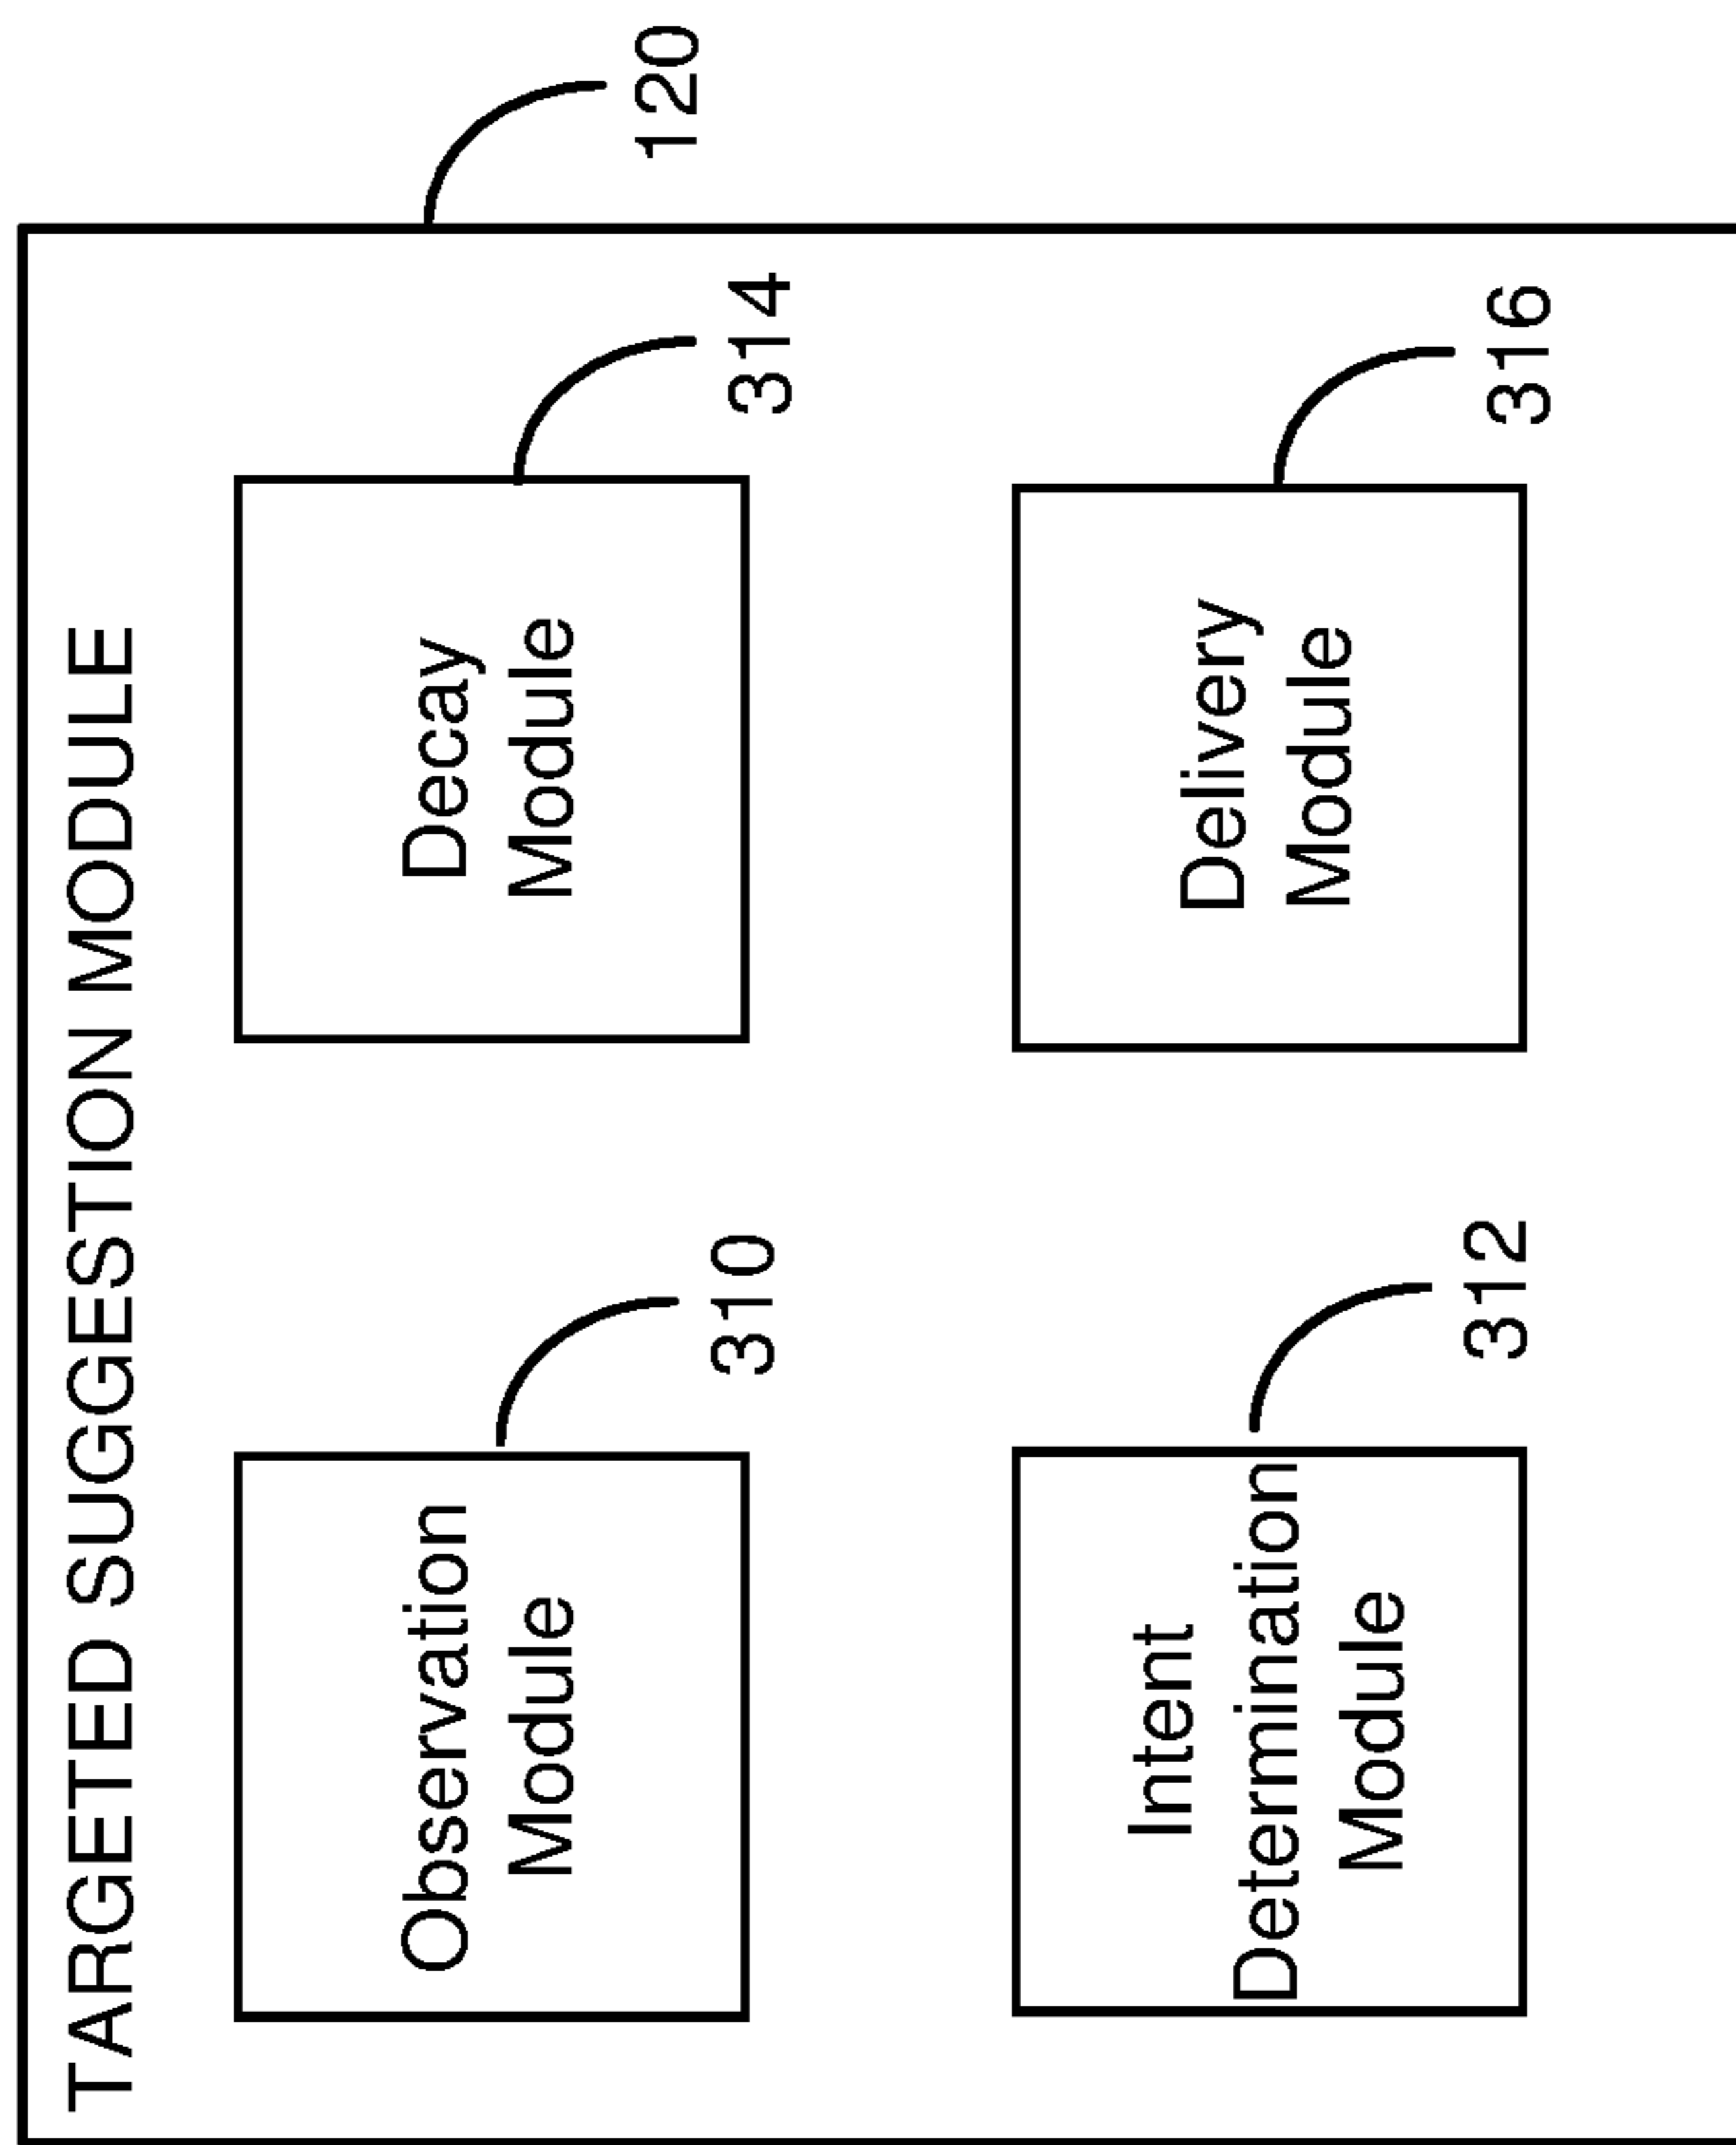 TARGETED SUGGESTION MODULE
120
Observation
Module
310
Decay
Module
314
Intent
Determination
Module
312
Delivery
Module
316